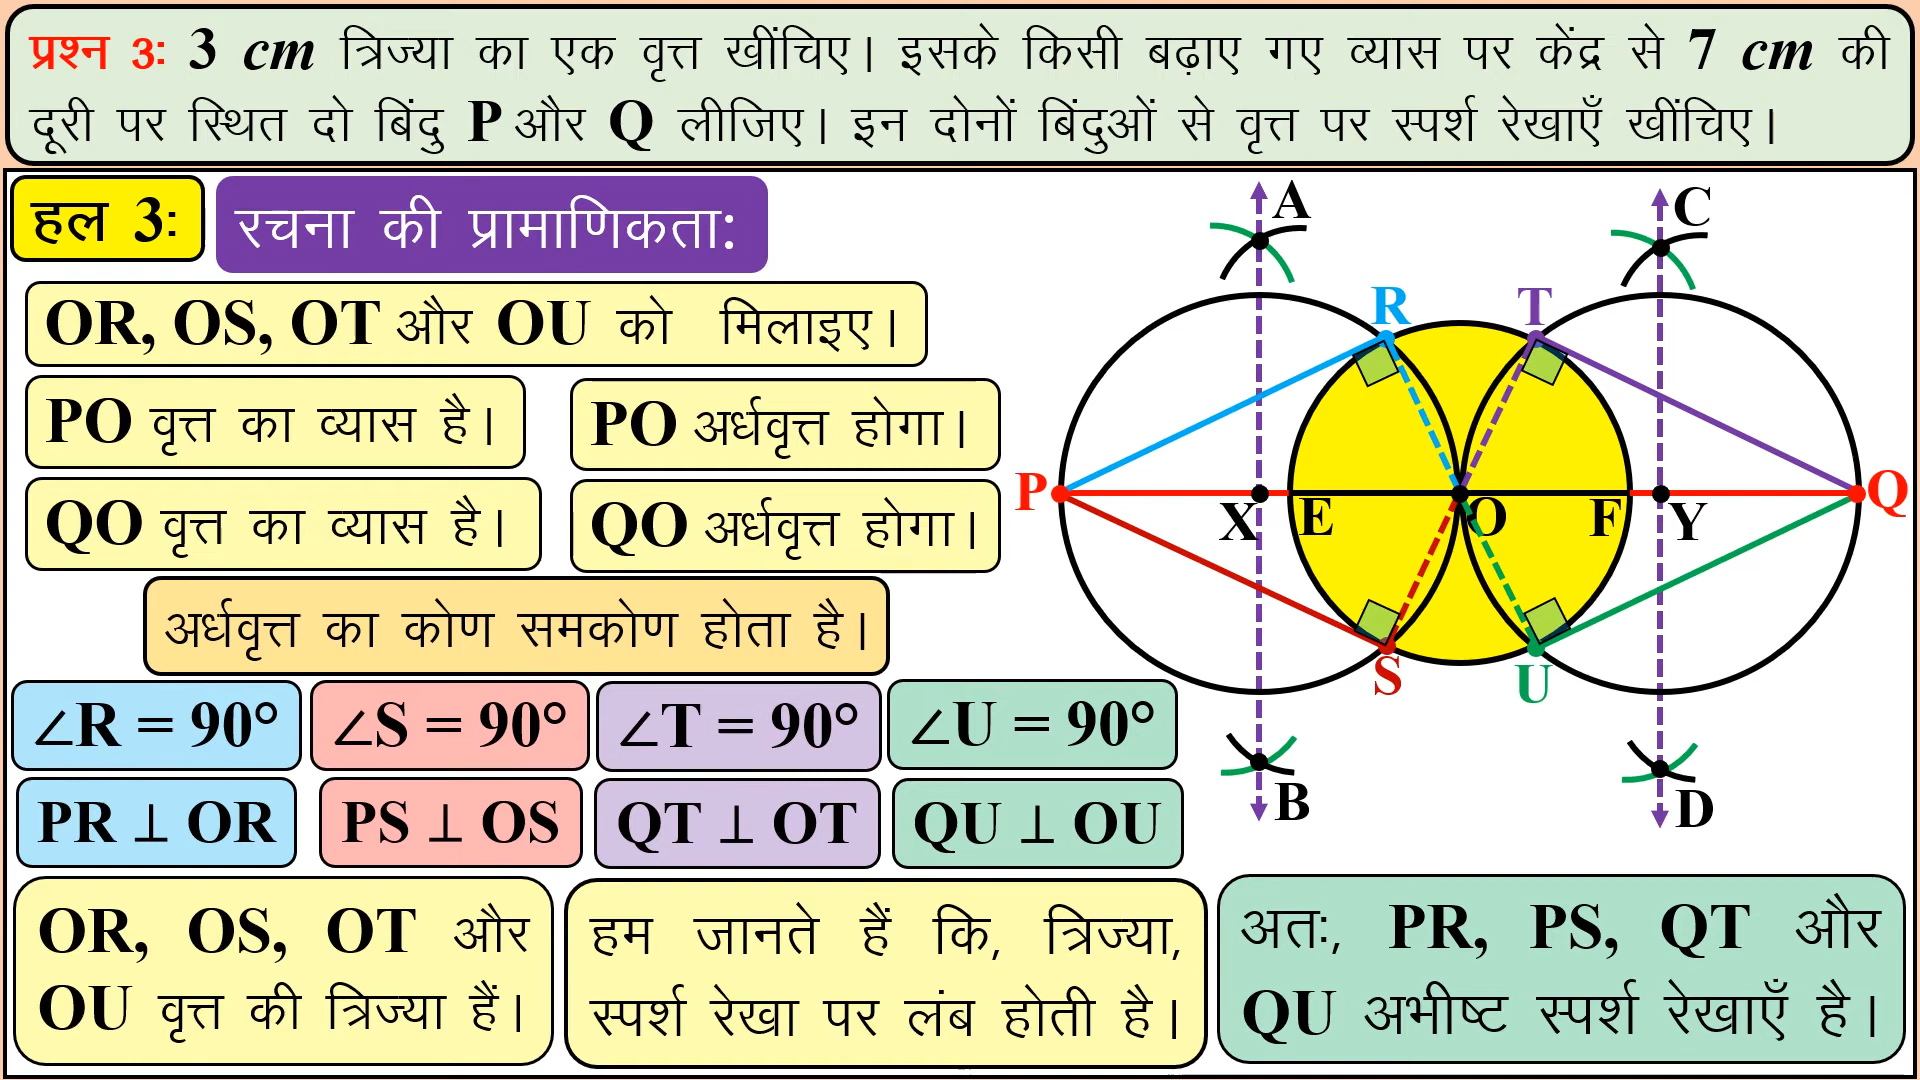 प्रश्न 3: 3 cm त्रिज्या का एक वृत्त खींचिए। इसके किसी बढ़ाए गए व्यास पर केंद्र से 7 cm की
दूरी पर स्थित दो बिंदु P और Q लीजिए। इन दोनों बिंदुओं से वृत्त पर स्पर्श रेखाएँ खींचिए।
हल 3:
रचना की प्रामाणिकता:
OR, OS, OT और OU को मिलाइए।
PO वृत्त का व्यास है।
PO अर्धवृत्त होगा।
QO वृत्त का व्यास है।
QO अर्धवृत्त होगा।
अर्धवृत्त का कोण समकोण होता है।
∠R = 90°
∠S = 90°
∠T = 90°
∠U = 90°
PR ⊥ OR
PS ⊥ OS
QT ⊥ OT
QU ⊥ OU
OR, OS, OT और
OU वृत्त की त्रिज्या हैं।
हम जानते हैं कि, त्रिज्या,
स्पर्श रेखा पर लंब होती है।
अतः, PR, PS, QT और
QU अभीष्ट स्पर्श रेखाएँ है।
A
C
R
T
P
X
E
O
F
Y
Q
S
U
B
D